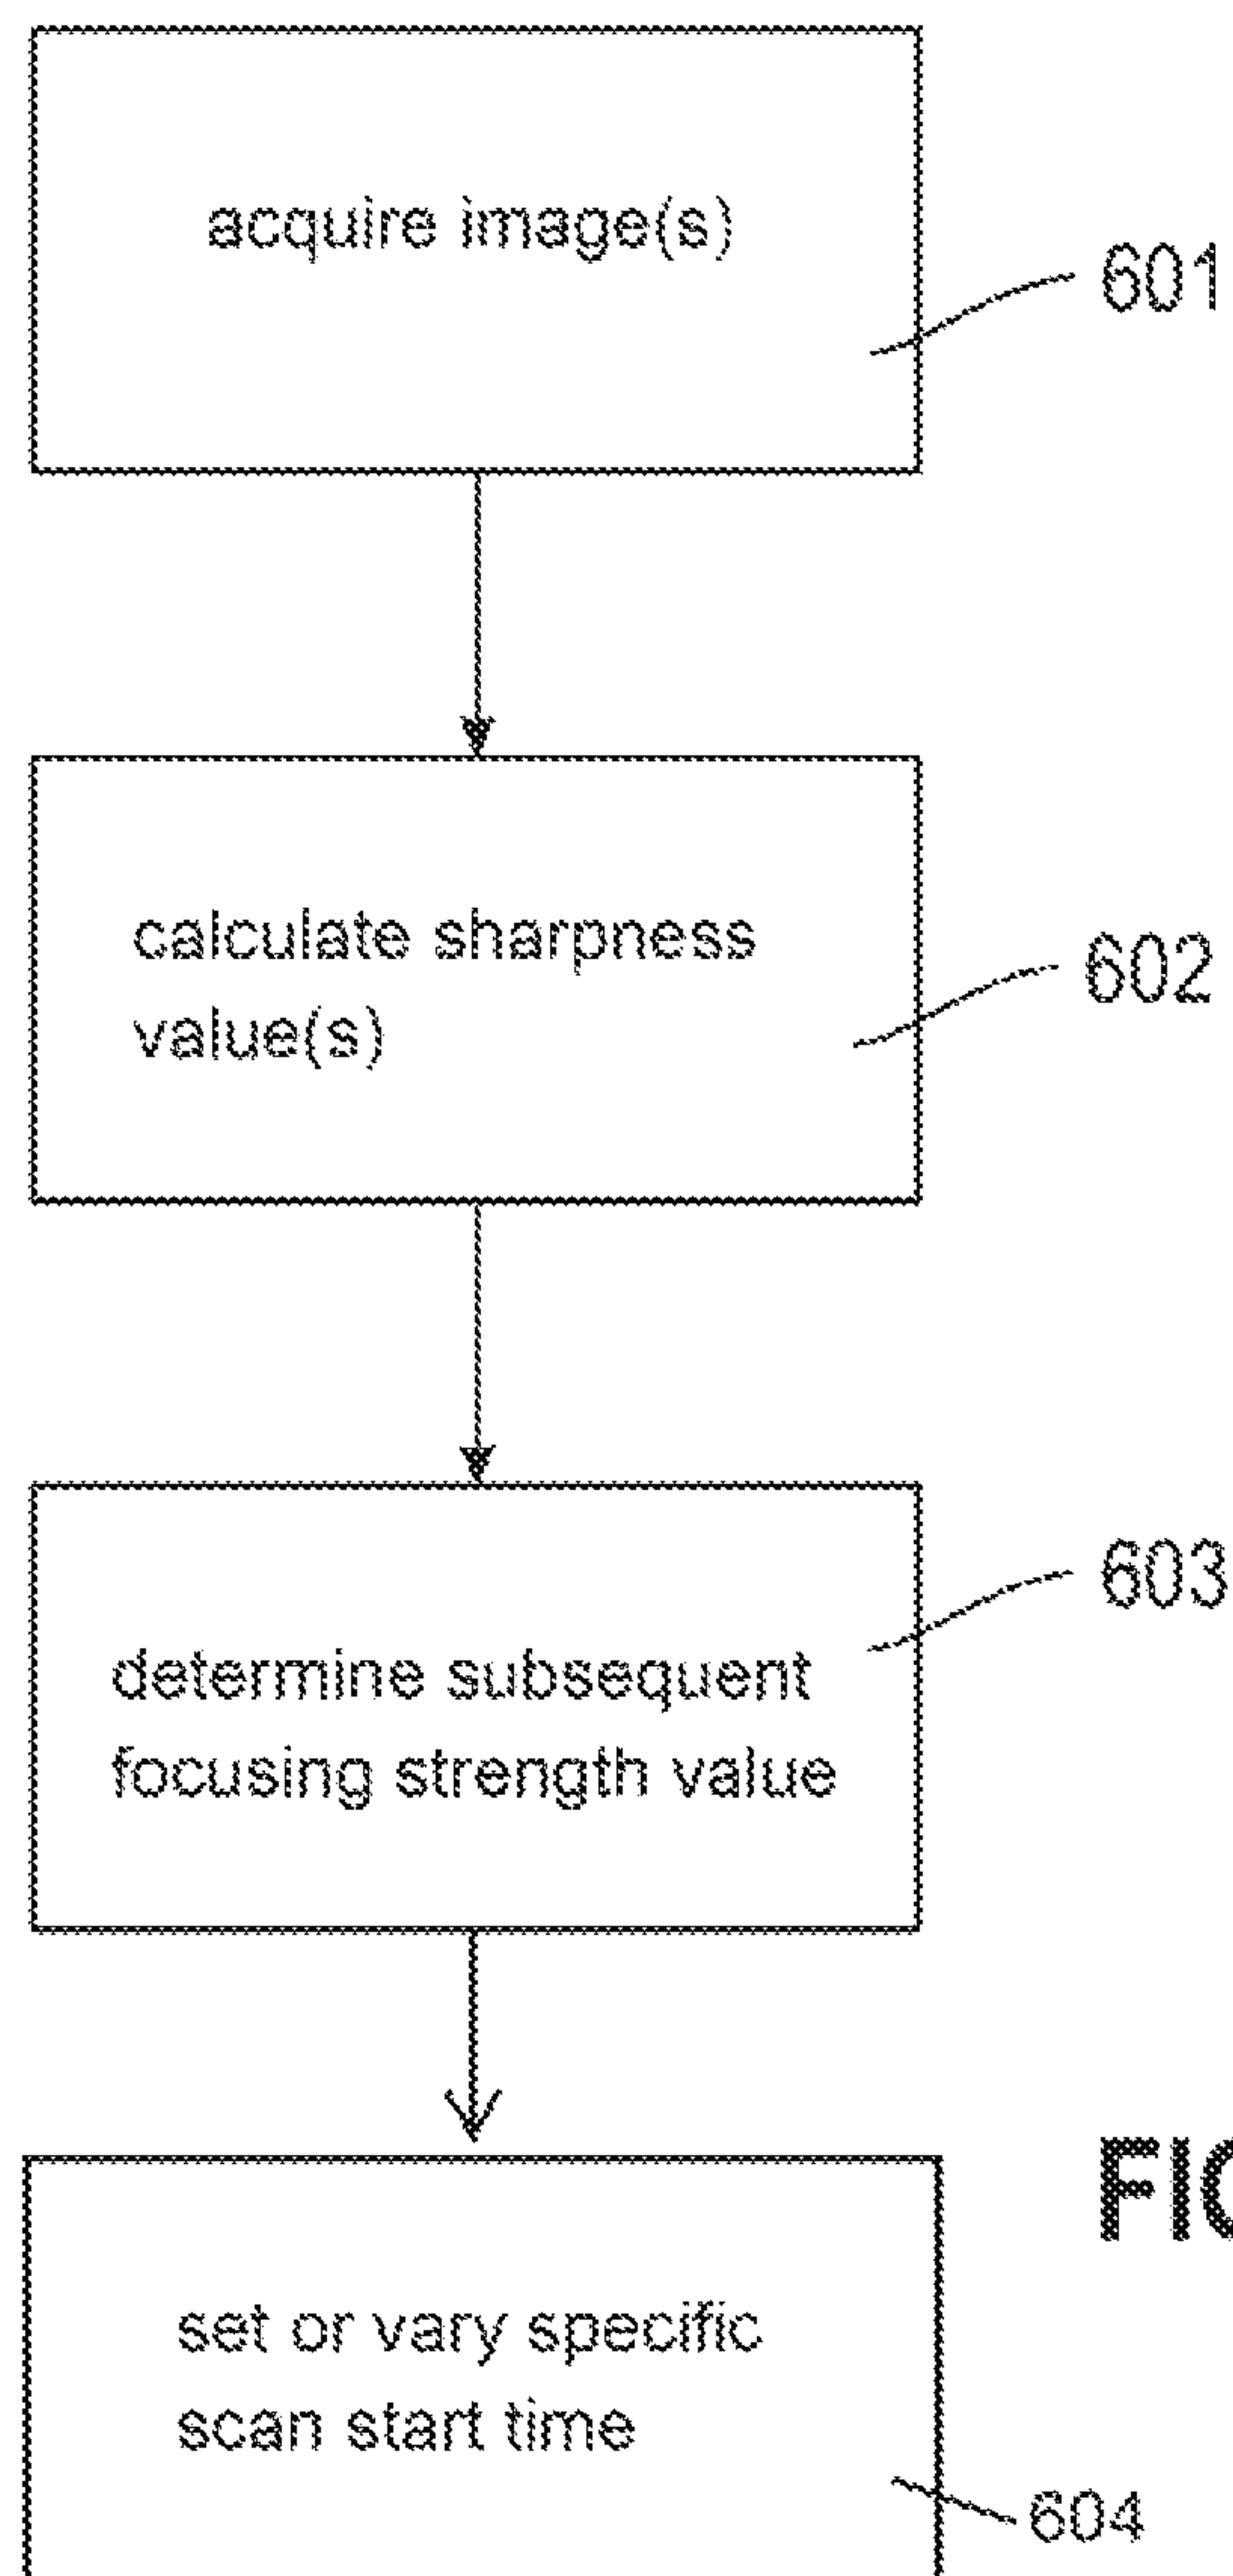 acquire image(s)
601
calculate sharpness
value(s)
602
603
determine subsequent
focusing strength value
set or vary specific
scan start time
604